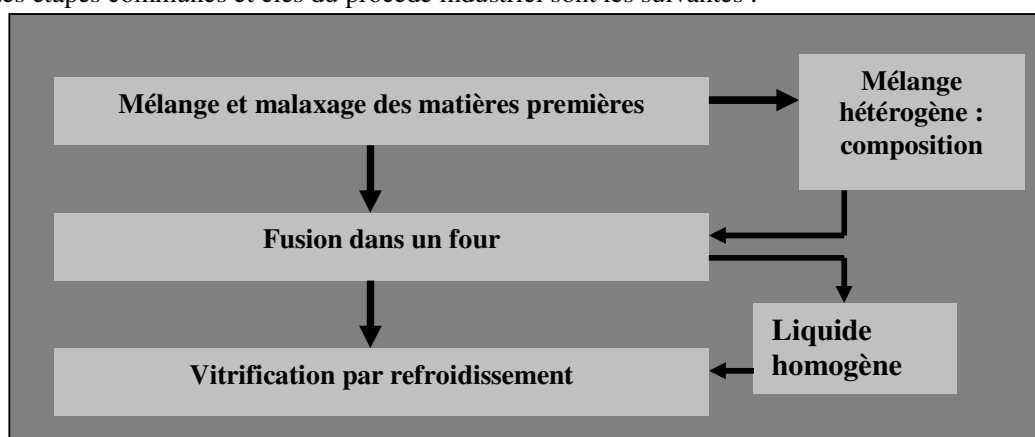 Les étapes communes et clés du procédé industriel sont les suivantes :
Mélange et malaxage des matières premières
Mélange
hétérogène :
composition
Fusion dans un four
Liquide
homogène
Vitrification par refroidissement